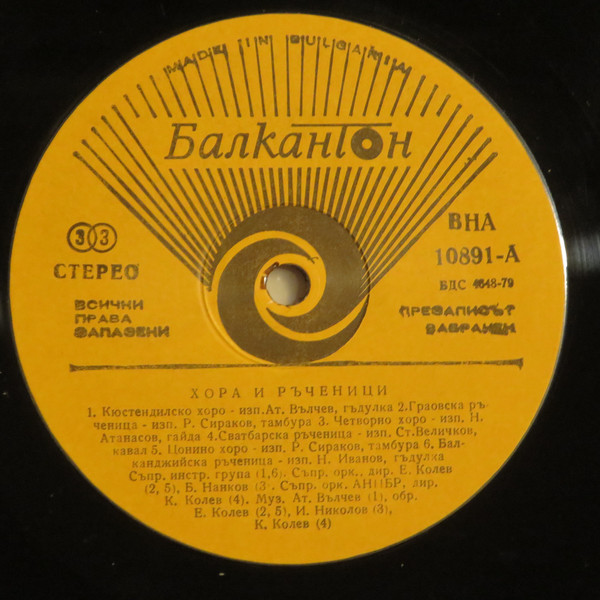 MADE IN BULGARIA
Балкантон
33
СТЕРЕО
ВСИЧКИ
ПРАВА
ЗАПАЗЕНИ
ВНА
10891-А
БДС 4648-79
ПРЕЗАПИСЪТ
ЗАБРАНЕН
ХОРА И РЪЧЕНИЦИ
1. Кюстендилско хоро - изп.Ат. Вълчев, гъдулка 2.Граовска ръ-
ченица - изп. Р. Сираков, тамбура 3. Четворно хоро - изп. Н.
Атанасов, гайда 4.Сватбарска ръченица - изп. Ст.Величков,
кавал 5. Цонино хоро - изп. Р. Сираков, тамбура 6. Бал-
канджийска ръченица - изп. Н. Иванов, гъдулка
Съпр. инстр. група (1,6). Съпр. орк., дир. Е. Колев
(2, 5), Б. Нанков (3). Съпр. орк. АНПБР, дир.
К. Колев (4). Муз. Ат. Вълчев (1), обр.
Е. Колев (2, 5), И. Николов (3),
К. Колев (4)